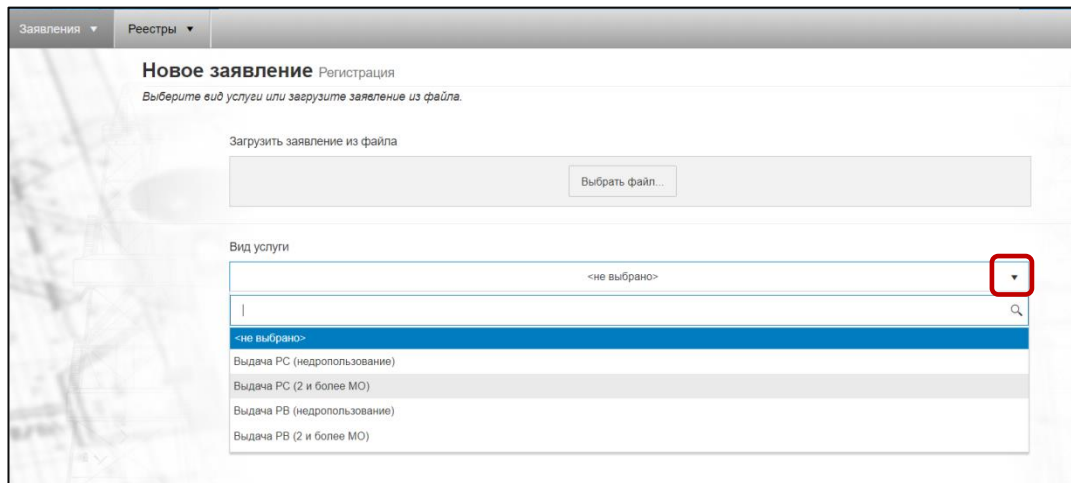 Заявления Реестры
Новое заявление Регистрация
Выберите вид услуги или загрузите заявление из файла.
Загрузить заявление из файла
Выбрать файл...
Вид услуги
<не выбрано>
<не выбрано>
Выдача РС (недропользование)
Выдача РС (2 и более МО)
Выдача РВ (недропользование)
Выдача РВ (2 и более МО)